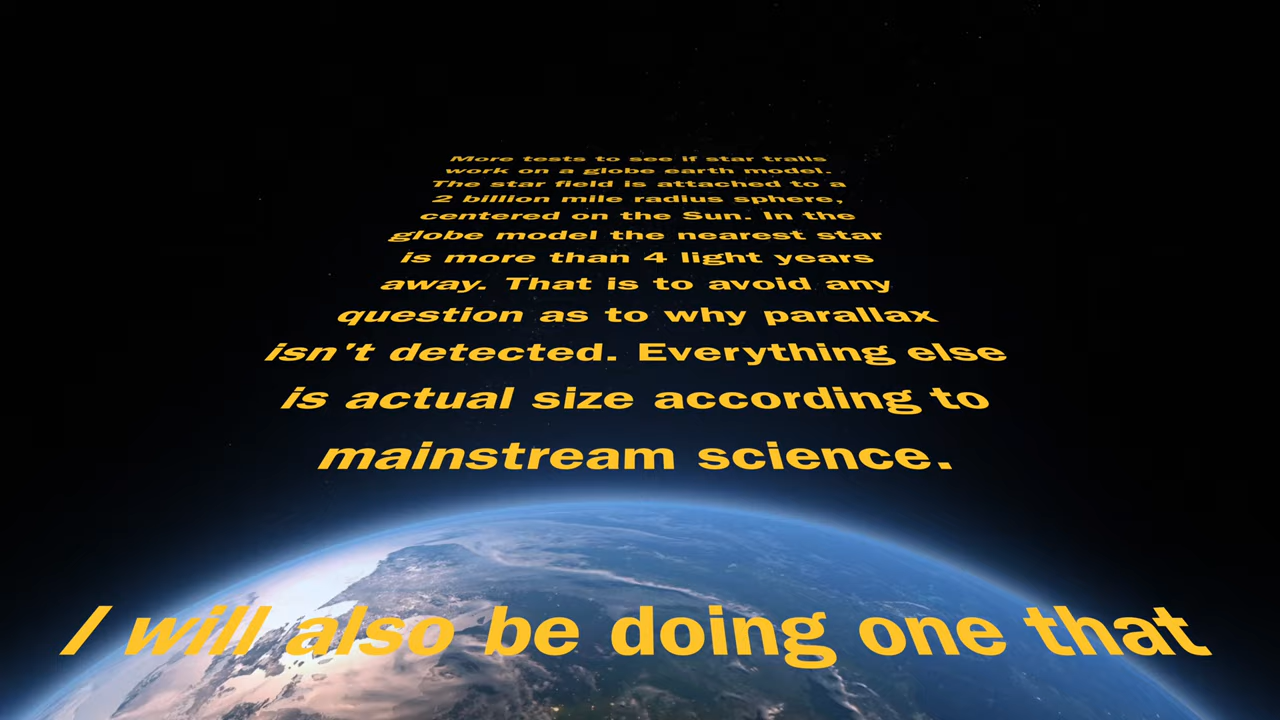 More tests to see if star trails
work on a globe earth model.
The star field is attached to a
2 billion mile radius sphere,
centered on the Sun. In the
globe model the nearest star
is more than 4 light years
away. That is to avoid any
question as to why parallax
isn't detected. Everything else
is actual size according to
mainstream science.
I will also be doing one that